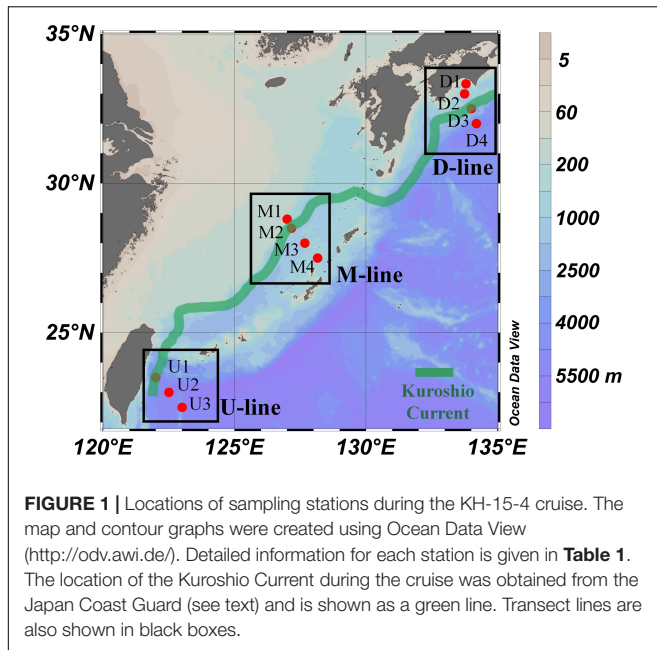 35°N
30°N
25°N
120°E
125°E
130°E
135°E
D1
D2
D3
D4
D-line
M1
M2
M3
M4
M-line
U1
U2
U3
U-line
Kuroshio
Current
Ocean Data View
5
60
200
1000
2500
4000
5500 m
FIGURE 1 | Locations of sampling stations during the KH-15-4 cruise. The
map and contour graphs were created using Ocean Data View
(http://odv.awi.de/). Detailed information for each station is given in Table 1.
The location of the Kuroshio Current during the cruise was obtained from the
Japan Coast Guard (see text) and is shown as a green line. Transect lines are
also shown in black boxes.